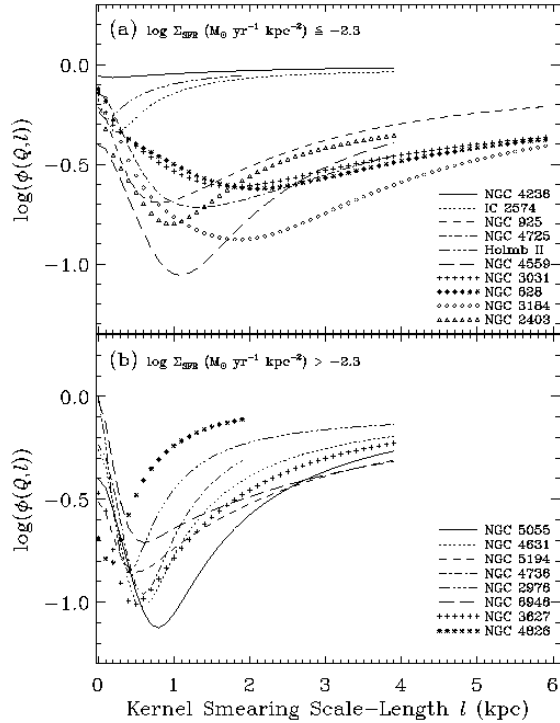 (a) log Σ_SFR (M⊙ yr⁻¹ kpc⁻²) ≦ −2.3
0.0
−0.5
−1.0
log(ϕ(Q,l))
NGC 4236
IC 2574
NGC 925
NGC 4725
Holmb II
NGC 4559
NGC 3031
NGC 628
NGC 3184
NGC 2403
(b) log Σ_SFR (M⊙ yr⁻¹ kpc⁻²) > −2.3
0.0
−0.5
−1.0
log(ϕ(Q,l))
NGC 5055
NGC 4631
NGC 5194
NGC 4736
NGC 2976
NGC 6946
NGC 3627
NGC 4826
0 1 2 3 4 5 6
Kernel Smearing Scale−Length l (kpc)